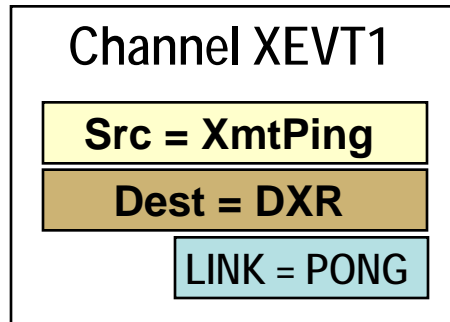 Channel XEVT1
Src = XmtPing
Dest = DXR
LINK = PONG